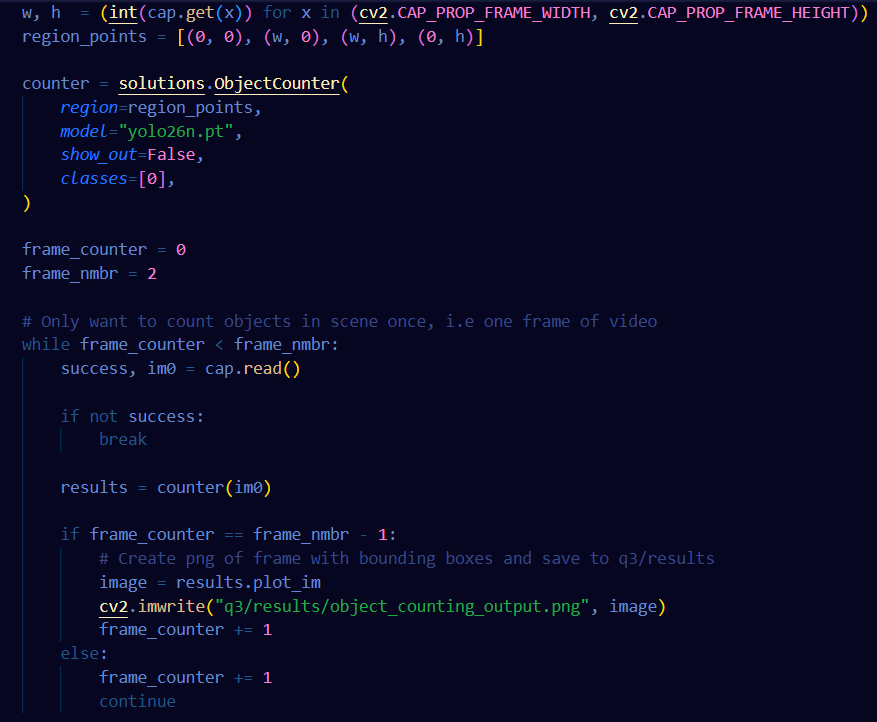 w, h  = (int(cap.get(x)) for x in (cv2.CAP_PROP_FRAME_WIDTH, cv2.CAP_PROP_FRAME_HEIGHT))
region_points = [(0, 0), (w, 0), (w, h), (0, h)]

counter = solutions.ObjectCounter(
    region=region_points,
    model="yolo26n.pt",
    show_out=False,
    classes=[0],
)

frame_counter = 0
frame_nmbr = 2

# Only want to count objects in scene once, i.e one frame of video
while frame_counter < frame_nmbr:
    success, im0 = cap.read()

    if not success:
        break

    results = counter(im0)

    if frame_counter == frame_nmbr - 1:
        # Create png of frame with bounding boxes and save to q3/results
        image = results.plot_im
        cv2.imwrite("q3/results/object_counting_output.png", image)
        frame_counter += 1
    else:
        frame_counter += 1
        continue